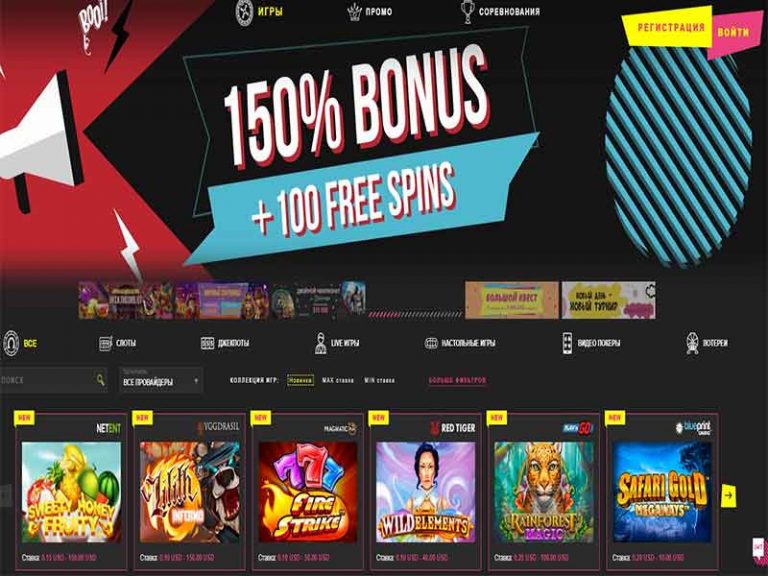 BOOI!
ИГРЫ
ПРОМО
СОРЕВНОВАНИЯ
РЕГИСТРАЦИЯ
ВОЙТИ
150% BONUS
+ 100 FREE SPINS
БОЛЬШОЙ КВЕСТ
НОВЫЙ ДЕНЬ -
НОВЫЙ ТУРНИР
ВСЕ
СЛОТЫ
ДЖЕКПОТЫ
LIVE ИГРЫ
НАСТОЛЬНЫЕ ИГРЫ
ВИДЕО ПОКЕРЫ
ЛОТЕРЕИ
ПОИСК
ВСЕ ПРОВАЙДЕРЫ
КОЛЛЕКЦИЯ ИГР:
Новинки
MAX ставка
MIN ставка
БОЛЬШЕ ФИЛЬТРОВ
NEW
NETENT
NEW
YGGDRASIL
NEW
PRAGMATIC
NEW
RED TIGER
NEW
PLAY'N GO
NEW
blueprint
GAMING
SWEETY HONEY
FRUITY
WILD
INFERNO
777
FIRE
STRIKE
WILD ELEMENTS
RAINFOREST
MAGIC
SAFARI GOLD
MEGAWAYS
Ставка: 0.15 USD - 100.00 USD
Ставка: 0.10 USD - 150.00 USD
Ставка: 0.10 USD - 30.00 USD
Ставка: 0.10 USD - 40.00 USD
Ставка: 0.20 USD - 100.00 USD
Ставка: 0.20 USD - 10.00 USD